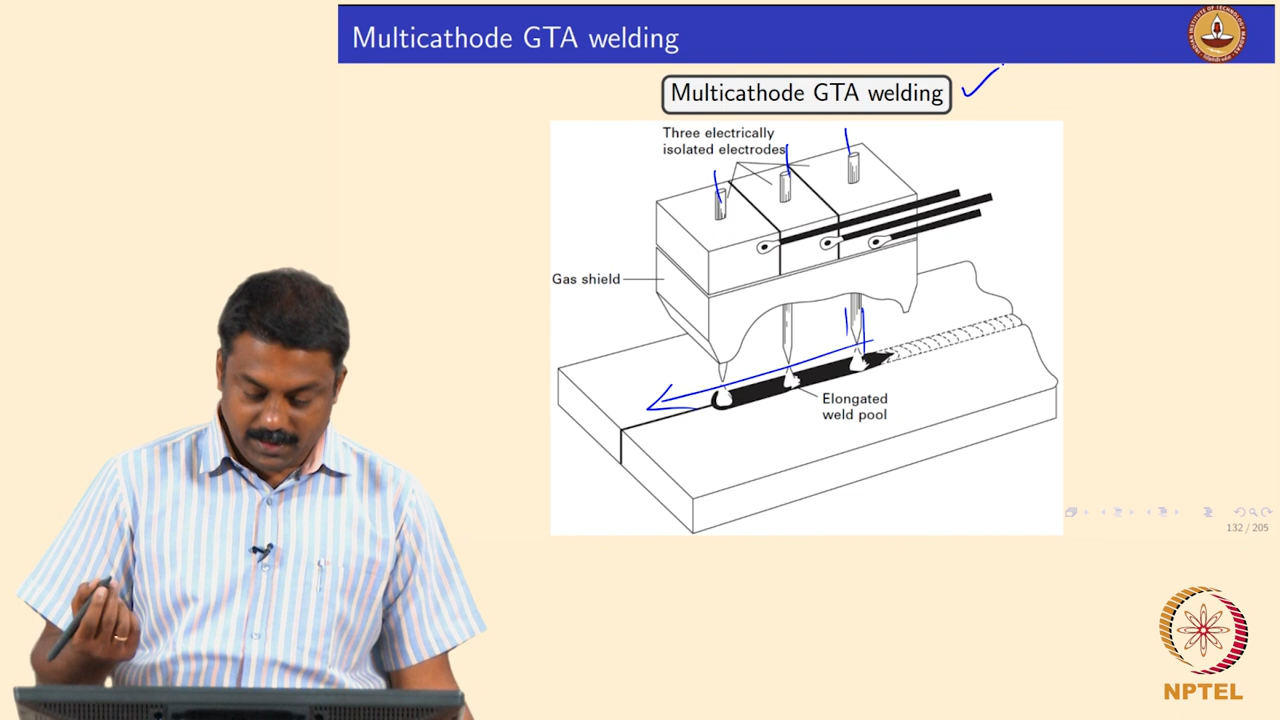 Multicathode GTA welding
Multicathode GTA welding
Three electrically
isolated electrodes
Gas shield
Elongated
weld pool
132 / 205
NPTEL